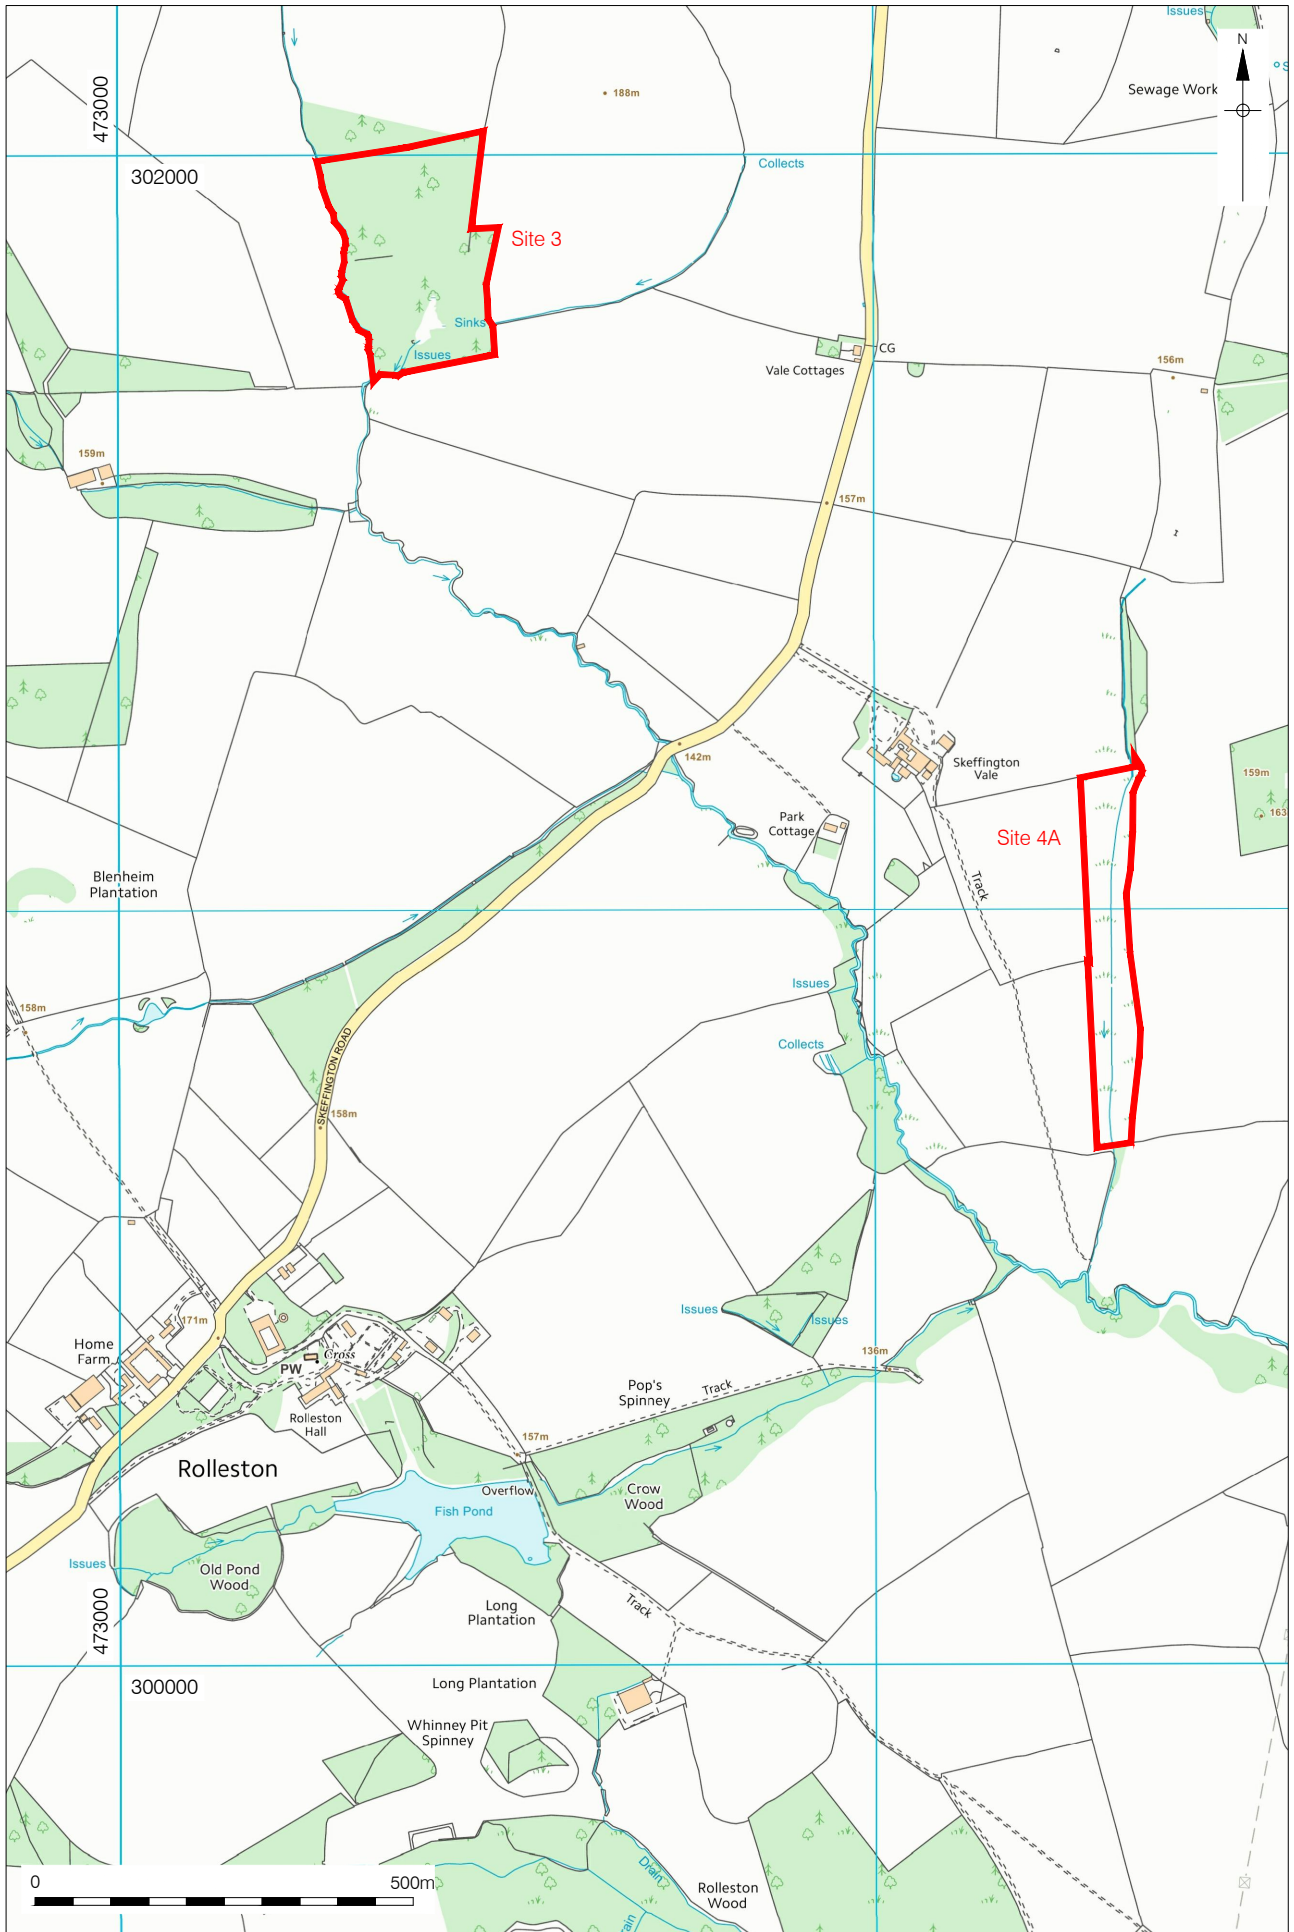 Issues
N
473000
188m
Sewage Work
S
Collects
302000
Site 3
Sinks
Issues
CG
Vale Cottages
156m
159m
157m
142m
Skeffington
Vale
159m
163
Park
Cottage
Site 4A
Track
Blenheim
Plantation
Issues
158m
Collects
SKEFFINGTON ROAD
158m
Issues
Issues
171m
Home
Farm
PW
Cross
136m
Pop's
Spinney
Track
Rolleston
Hall
157m
Rolleston
Overflow
Crow
Wood
Fish Pond
Issues
Old Pond
Wood
Long
Plantation
Track
473000
Long Plantation
300000
Whinney Pit
Spinney
0
500m
Drain
Rolleston
Wood
ain